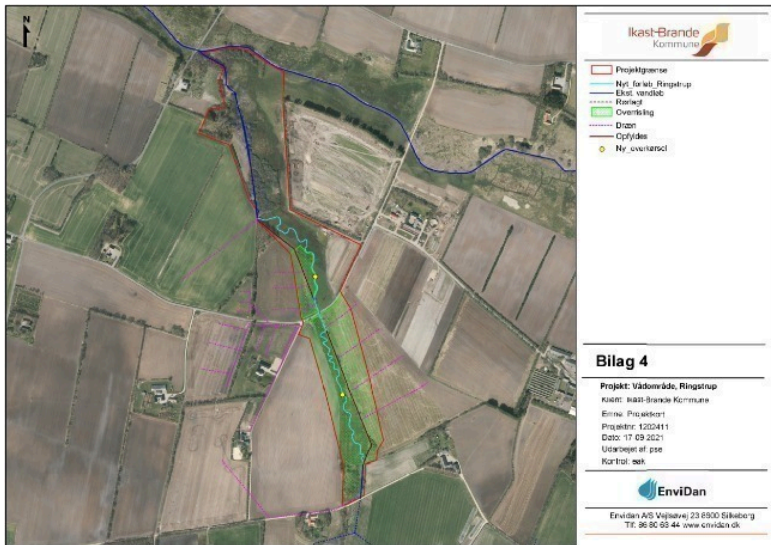 N
Ikast-Brande
Kommune
Projektgrænse
Nyt_forløb_Ringstrup
Ekst. vandløb
Rørlagt
Overrisling
Dræn
Opfyldes
Ny_overkørsel
Bilag 4
Projekt: Vådområde, Ringstrup
Klient: Ikast-Brande Kommune
Emne: Projektkort
Projektnr: 1202411
Dato: 17-09-2021
Udarbejdet af: pse
Kontrol: eak
EnviDan
Envidan A/S Vejlsøvej 23 8600 Silkeborg
Tlf: 86 80 63 44 www.envidan.dk